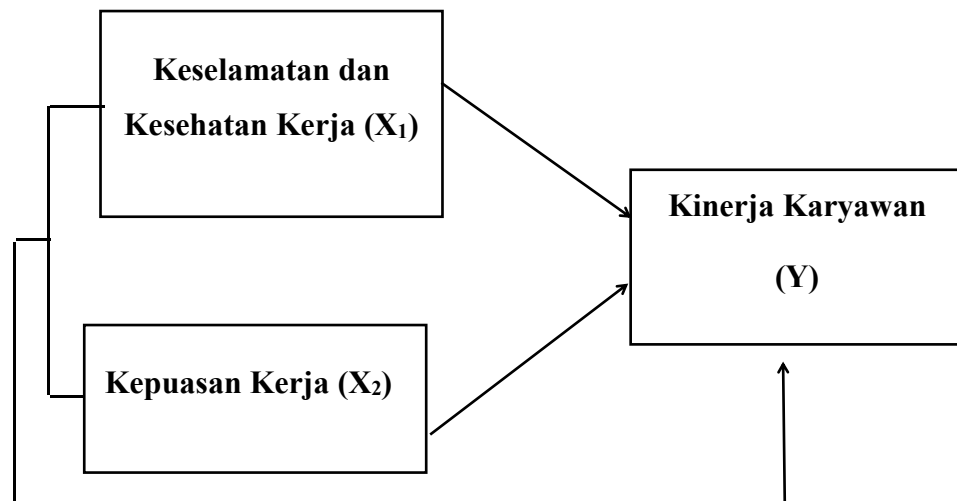 Keselamatan dan
Kesehatan Kerja (X₁)
Kinerja Karyawan
(Y)
Kepuasan Kerja (X₂)